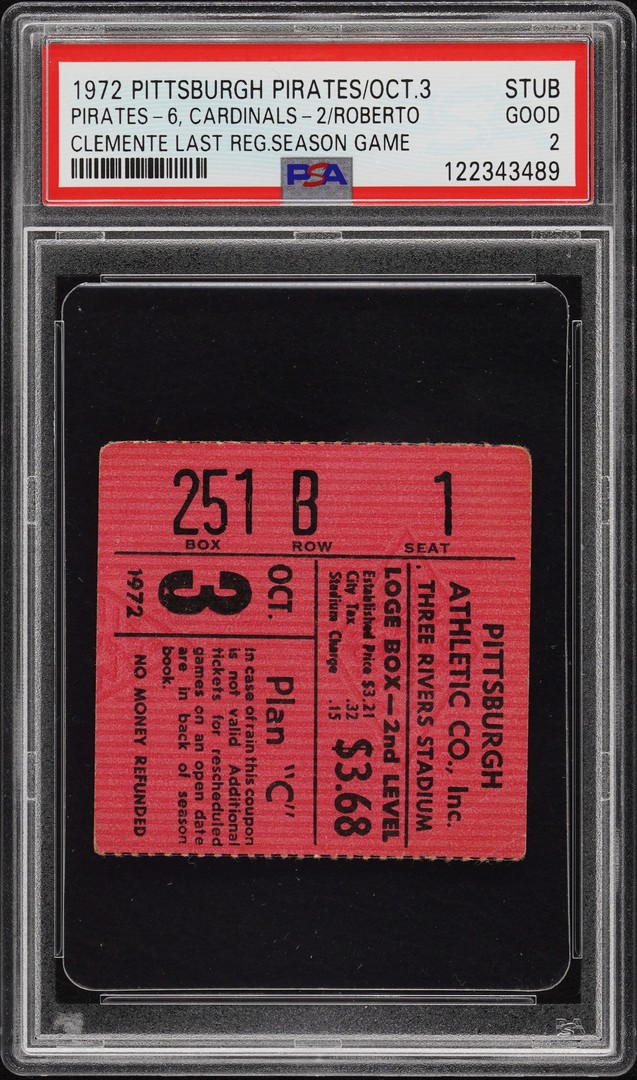 1972 PITTSBURGH PIRATES/OCT.3 STUB
PIRATES-6, CARDINALS-2/ROBERTO GOOD
CLEMENTE LAST REG.SEASON GAME 2
PSA 122343489
251 B 1
BOX ROW SEAT
PITTSBURGH
ATHLETIC CO., Inc.
THREE RIVERS STADIUM
LOGE BOX—2nd LEVEL
Established Price $3.21
City Tax .32
Stadium Charge .15
$3.68
OCT.
3
1972
Plan "C"
In case of rain this coupon
is not valid Additional
tickets for rescheduled
games on an open date
are in back of season
book.
NO MONEY REFUNDED
PSA